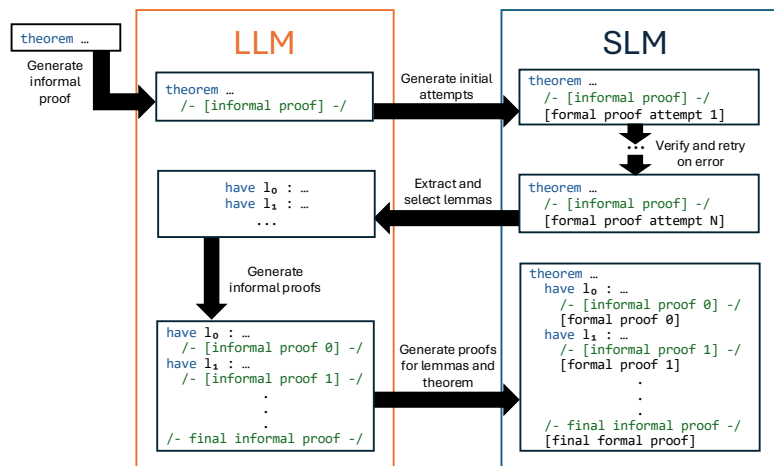 LLM
SLM
theorem …
Generate
informal
proof
theorem …
/- [informal proof] -/
Generate initial
attempts
theorem …
/- [informal proof] -/
[formal proof attempt 1]
...
Verify and retry
on error
theorem …
/- [informal proof] -/
[formal proof attempt N]
Extract and
select lemmas
have l₀ : …
have l₁ : …
...
Generate
informal proofs
have l₀ : …
/- [informal proof 0] -/
have l₁ : …
/- [informal proof 1] -/
.
.
.
/- final informal proof -/
Generate proofs
for lemmas and
theorem
theorem …
have l₀ : …
/- [informal proof 0] -/
[formal proof 0]
have l₁ : …
/- [informal proof 1] -/
[formal proof 1]
.
.
.
/- final informal proof -/
[final formal proof]